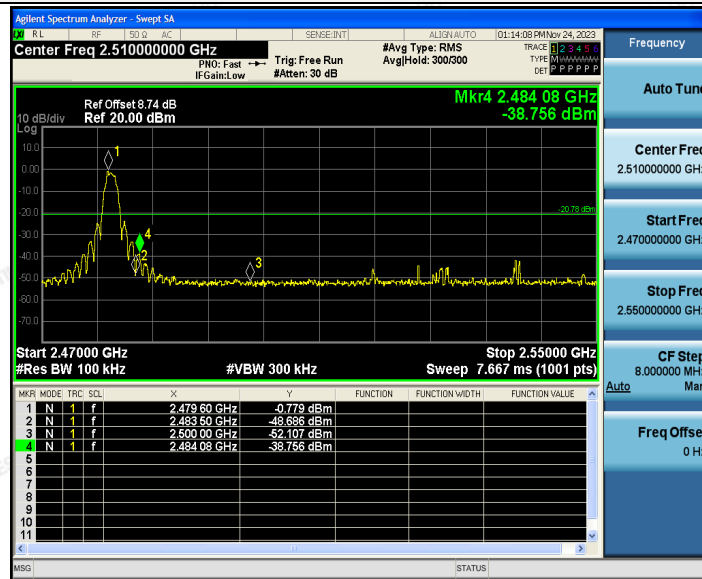 Agilent Spectrum Analyzer - Swept SA
LXI RL RF 50 Ω AC SENSE:INT ALIGN AUTO 01:14:08 PM Nov 24, 2023
Center Freq 2.510000000 GHz
#Avg Type: RMS
TRACE 1 2 3 4 5 6
PNO: Fast Trig: Free Run Avg|Hold: 300/300
TYPE M
IFGain:Low #Atten: 30 dB
DET P P P P P P
Mkr4 2.484 08 GHz
-38.756 dBm
Ref Offset 8.74 dB
10 dB/div Ref 20.00 dBm
Log
10.0
0.00
-10.0
-20.0
-30.0
-40.0
-50.0
-60.0
-70.0
1
4
2
3
-20.78 dBm
Start 2.47000 GHz Stop 2.55000 GHz
#Res BW 100 kHz #VBW 300 kHz Sweep 7.667 ms (1001 pts)
MKR MODE TRC SCL X Y FUNCTION FUNCTION WIDTH FUNCTION VALUE
1 N 1 f 2.479 60 GHz -0.779 dBm
2 N 1 f 2.483 50 GHz -48.686 dBm
3 N 1 f 2.500 00 GHz -52.107 dBm
4 N 1 f 2.484 08 GHz -38.756 dBm
5
6
7
8
9
10
11
MSG STATUS
Frequency
Auto Tune
Center Freq
2.510000000 GH
Start Freq
2.470000000 GH
Stop Freq
2.550000000 GH
CF Step
8.000000 MH
Auto Man
Freq Offse
0 H